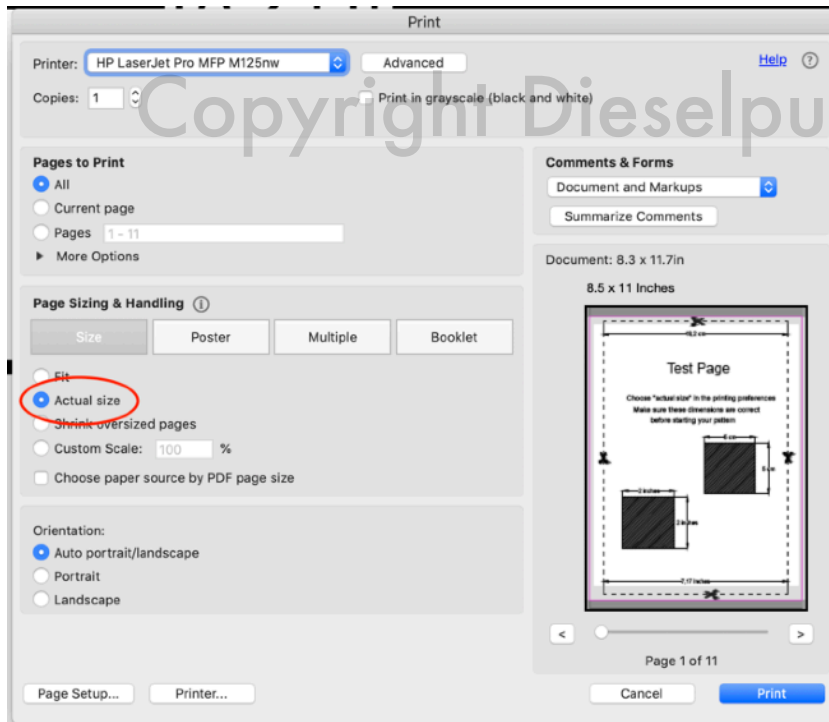 Print
Printer: HP LaserJet Pro MFP M125nw Advanced Help ?
Copies: 1 Print in grayscale (black and white)
Copyright Dieselpu
Pages to Print
All
Current page
Pages 1 - 11
More Options
Comments & Forms
Document and Markups
Summarize Comments
Document: 8.3 x 11.7in
8.5 x 11 Inches
Page Sizing & Handling i
Size Poster Multiple Booklet
Fit
Actual size
Shrink oversized pages
Custom Scale: 100 %
Choose paper source by PDF page size
Orientation:
Auto portrait/landscape
Portrait
Landscape
Test Page
Choose "actual size" in the printing preferences
Make sure these dimensions are correct
before starting your pattern
2 inches
2 inches
7,17 inches
< >
Page 1 of 11
Page Setup... Printer... Cancel Print